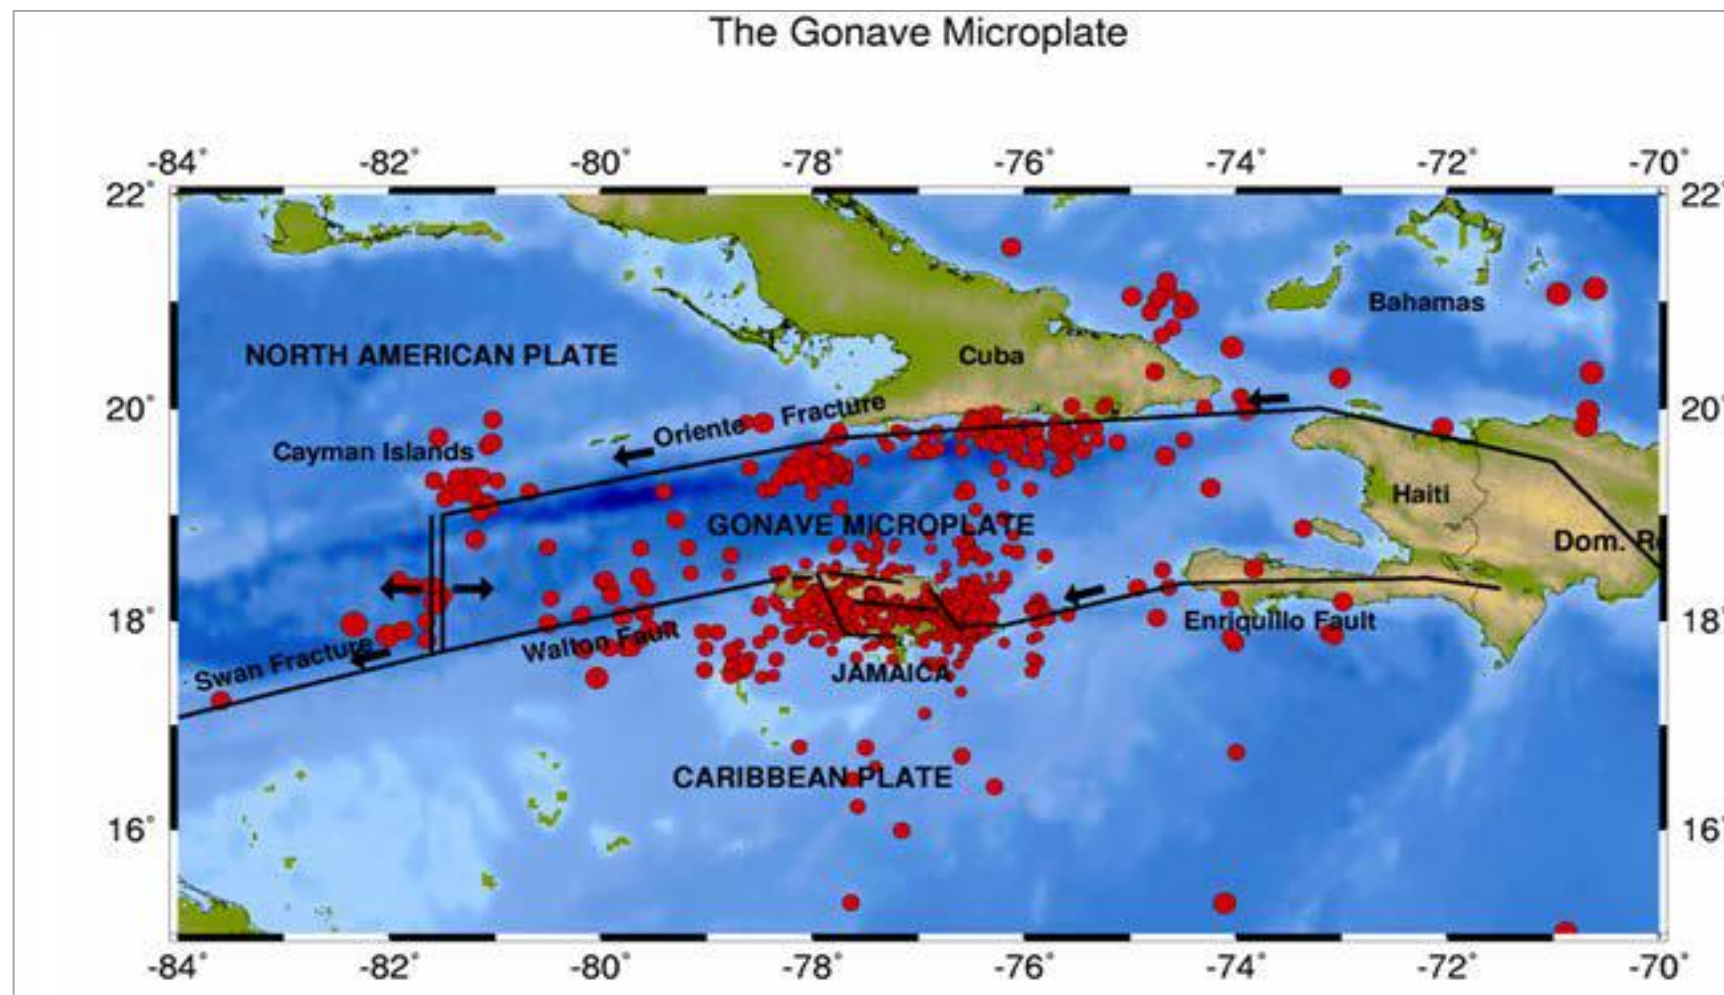 The Gonave Microplate
-84° -82° -80° -78° -76° -74° -72° -70°
22° 22°
Bahamas
NORTH AMERICAN PLATE
Cuba
20° 20°
Oriente Fracture
Cayman Islands
Haiti
GONAVE MICROPLATE
Dom. R
18° 18°
Enriquillo Fault
Walton Fault
Swan Fracture
JAMAICA
CARIBBEAN PLATE
16° 16°
-84° -82° -80° -78° -76° -74° -72° -70°